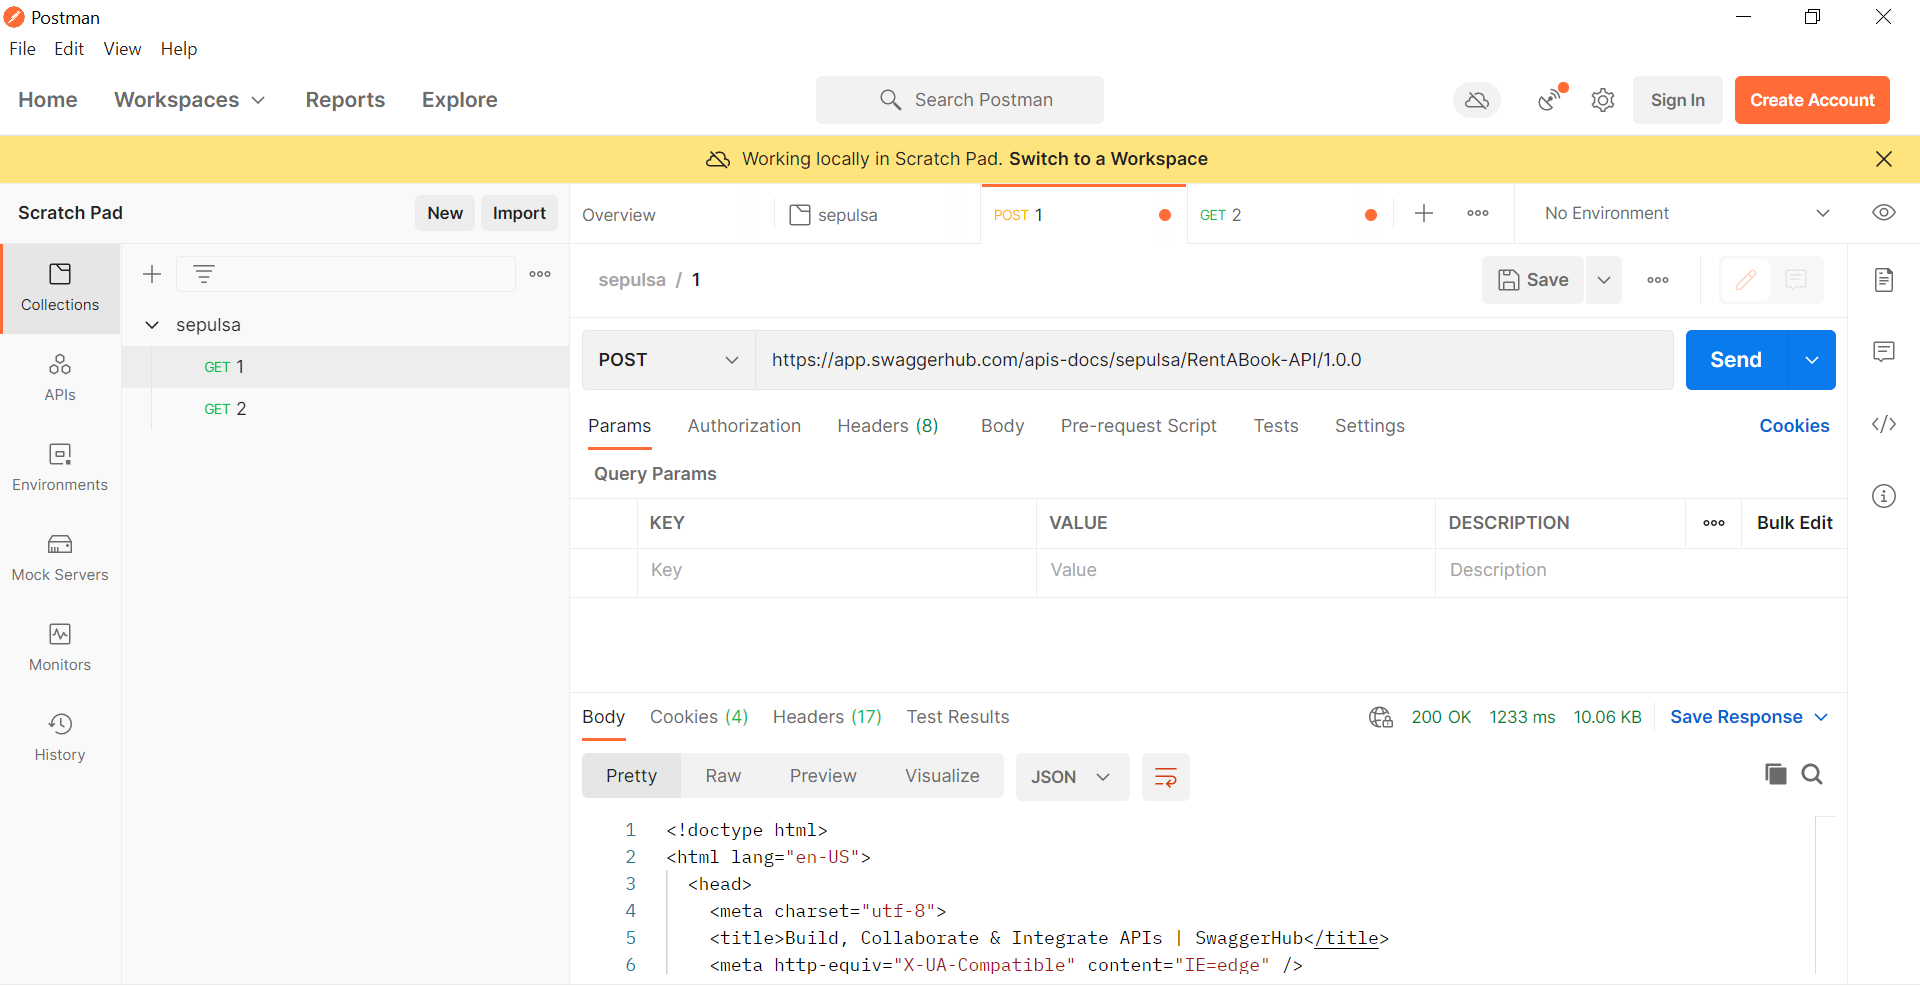 Postman
File Edit View Help
Home Workspaces Reports Explore Search Postman Sign In Create Account
Working locally in Scratch Pad. Switch to a Workspace
Scratch Pad New Import Overview sepulsa POST 1 GET 2 No Environment
Collections
APIs
Environments
Mock Servers
Monitors
History
sepulsa
GET 1
GET 2
sepulsa / 1 Save
POST https://app.swaggerhub.com/apis-docs/sepulsa/RentABook-API/1.0.0 Send
Params Authorization Headers (8) Body Pre-request Script Tests Settings Cookies
Query Params
KEY VALUE DESCRIPTION Bulk Edit
Key Value Description
Body Cookies (4) Headers (17) Test Results 200 OK 1233 ms 10.06 KB Save Response
Pretty Raw Preview Visualize JSON
1 <!doctype html>
2 <html lang="en-US">
3 <head>
4 <meta charset="utf-8">
5 <title>Build, Collaborate & Integrate APIs | SwaggerHub</title>
6 <meta http-equiv="X-UA-Compatible" content="IE=edge" />